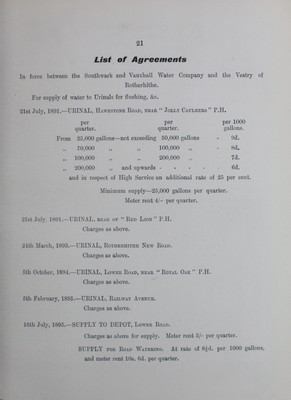 21
List of Agreements
In force between the Southwark and Vauxhall Water Company and the Vestry of
Rotherhithe.
For supply of water to Urinals for flushing, &c.
21st July, 1891.—URINAL, Hawkstone Road, near "Jolly Caulkers" P.H.
per quarter. per quarter. per 1000 gallons.
From 25,000 gallons—not exceeding 50,000 gallons - 9d.
„ 50,000 „ „ 100,000 „ - 8d.
„ 100,000 „ „ 200,000 „ 7d.
„ 200,000 „ and upwards - - - - 6d.
and in respect of High Service an additional rate of 25 per cent.
Minimum supply—25,000 gallons per quarter.
Meter rent 4/- per quarter.
21st July, 1891.—URINAL, rear of "Red Lion" P.H.
Charges as above.
24th March, 1893.—URINAL, Rotherhithe New Road.
Charges as above.
8th October, 1894.—URINAL, Lower Road, near "Royal Oak" P.H.
Charges as above.
5th February, 1895.—URINAL, Railway Avenue.
Charges as above.
16th July, 1895.—SUPPLY TO DEPOT, Lower Road.
Charges as above for supply. Meter rent 5/- per quarter.
SUPPLY for Road Watering. At rate of 6½d. per 1000 gallons,
and meter rent 10s. 6d. per quarter.